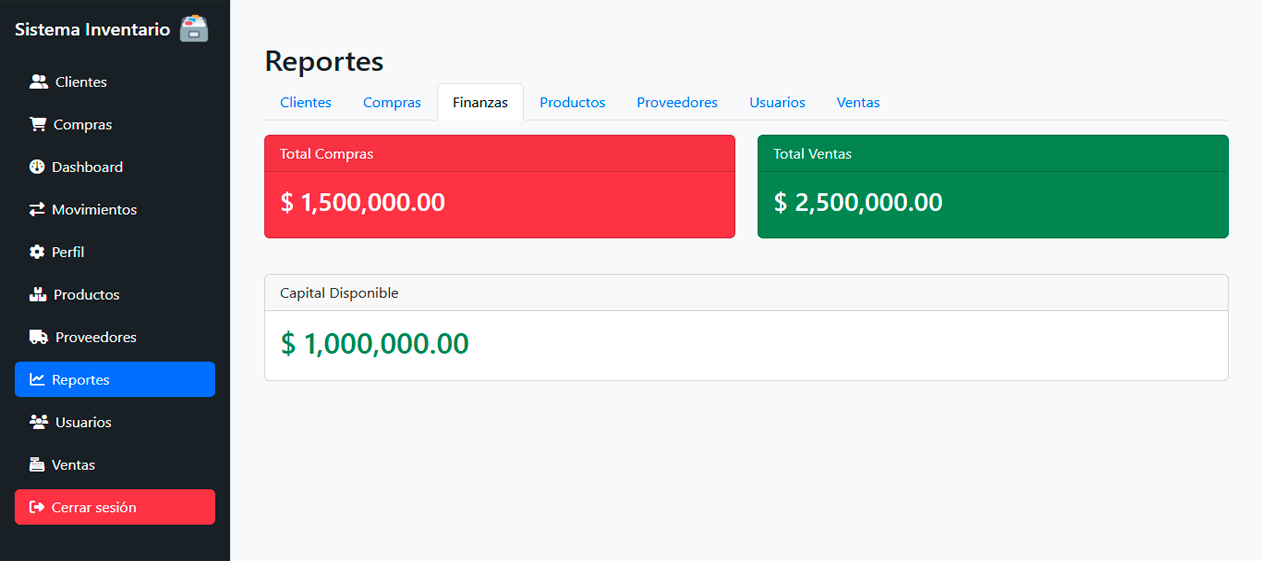 Sistema Inventario
Clientes
Compras
Dashboard
Movimientos
Perfil
Productos
Proveedores
Reportes
Usuarios
Ventas
Cerrar sesión
Reportes
Clientes Compras Finanzas Productos Proveedores Usuarios Ventas
Total Compras
$ 1,500,000.00
Total Ventas
$ 2,500,000.00
Capital Disponible
$ 1,000,000.00